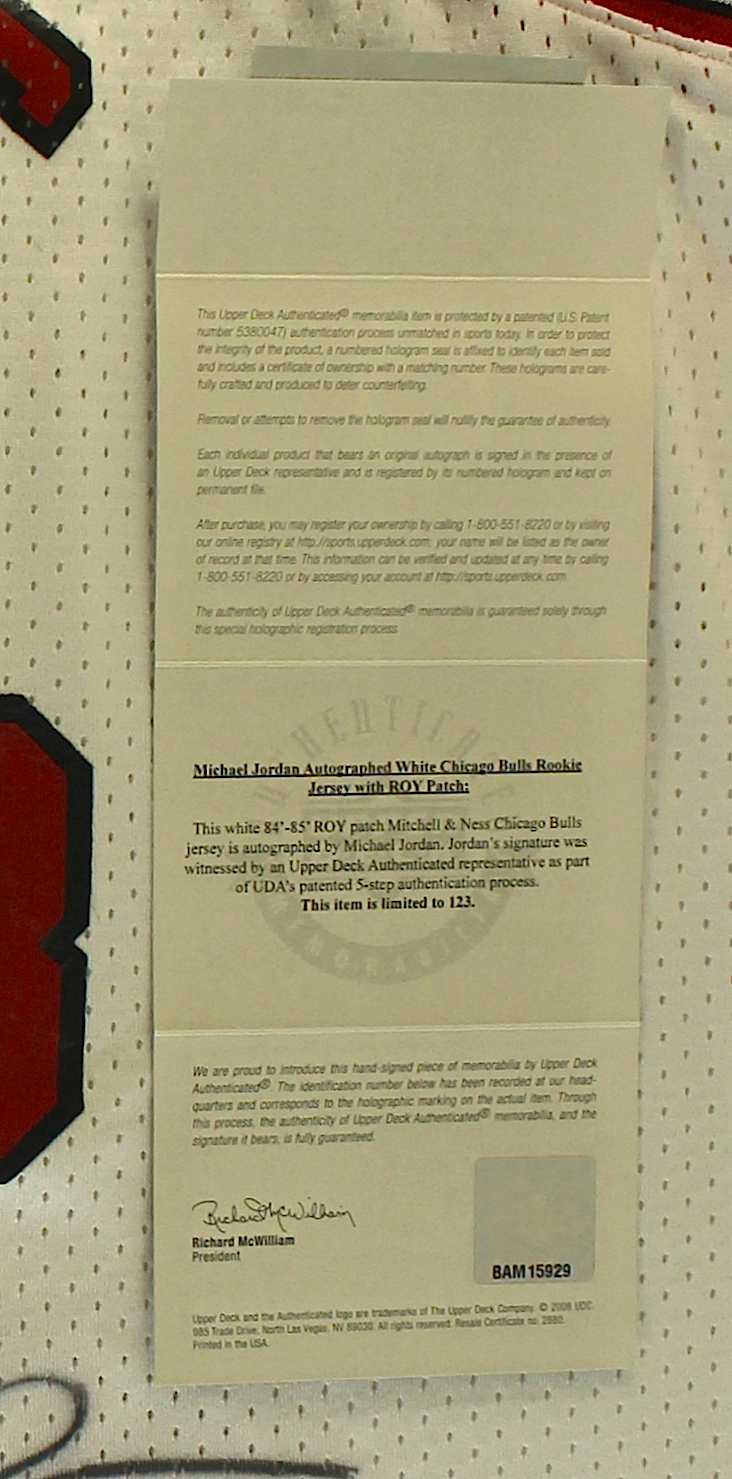 This Upper Deck Authenticated® memorabilia item is protected by a patented (U.S. Patent
number 5380047) authentication process unmatched in sports today. In order to protect
the integrity of the product, a numbered hologram seal is affixed to identify each item sold
and includes a certificate of ownership with a matching number. These holograms are care-
fully crafted and produced to deter counterfeiting.
Removal or attempts to remove the hologram seal will nullify the guarantee of authenticity.
Each individual product that bears an original autograph is signed in the presence of
an Upper Deck representative and is registered by its numbered hologram and kept on
permanent file.
After purchase, you may register your ownership by calling 1-800-551-8220 or by visiting
our online registry at http://sports.upperdeck.com; your name will be listed as the owner
of record at that time. This information can be verified and updated at any time by calling
1-800-551-8220 or by accessing your account at http://sports.upperdeck.com.
The authenticity of Upper Deck Authenticated® memorabilia is guaranteed solely through
this special holographic registration process.
Michael Jordan Autographed White Chicago Bulls Rookie
Jersey with ROY Patch:
This white 84'-85' ROY patch Mitchell & Ness Chicago Bulls
jersey is autographed by Michael Jordan. Jordan's signature was
witnessed by an Upper Deck Authenticated representative as part
of UDA's patented 5-step authentication process.
This item is limited to 123.
We are proud to introduce this hand-signed piece of memorabilia by Upper Deck
Authenticated®. The identification number below has been recorded at our head-
quarters and corresponds to the holographic marking on the actual item. Through
this process, the authenticity of Upper Deck Authenticated® memorabilia, and the
signature it bears, is fully guaranteed.
Richard McWilliam
Richard McWilliam
President
BAM15929
Upper Deck and the Authenticated logo are trademarks of The Upper Deck Company. © 2008 UDC.
985 Trade Drive, North Las Vegas, NV 89030. All rights reserved. Resale Certificate no. 2880.
Printed in the USA.